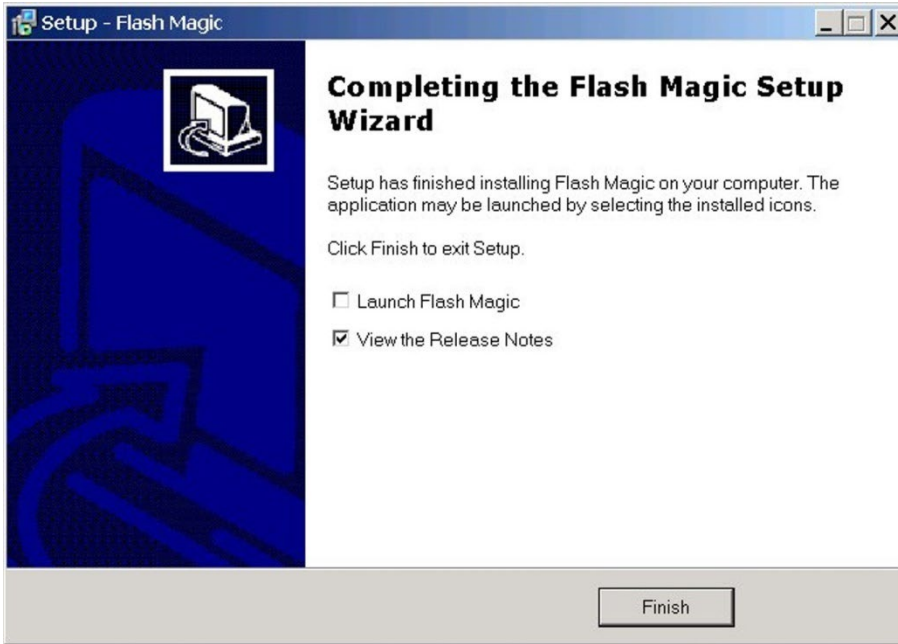 Setup - Flash Magic
Completing the Flash Magic Setup
Wizard
Setup has finished installing Flash Magic on your computer. The
application may be launched by selecting the installed icons.
Click Finish to exit Setup.
Launch Flash Magic
View the Release Notes
Finish